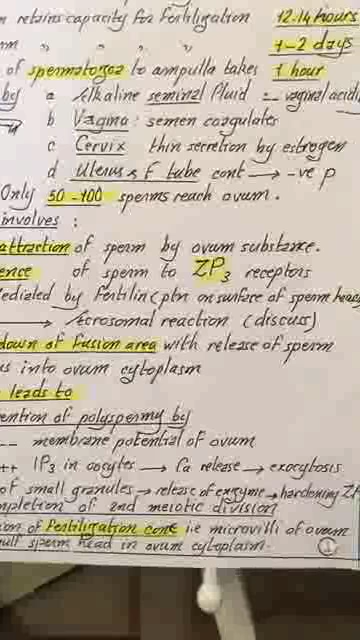 retains capacity for Fertilization 12-14 hours
" " " " 1-2 days
of spermatozoa to ampulla takes 1 hour
by a Alkaline seminal fluid -- vaginal acidi
b Vagina: semen coagulates
c Cervix thin secretion by estrogen
d Uterus & F tube cont → -ve p
Only 50-100 sperms reach ovum.
involves:
attraction of sperm by ovum substance.
ence of sperm to ZP3 receptors
ediated by Fertilin (ptn on surface of sperm head
→ Acrosomal reaction (discuss)
down of fusion area with release of sperm
us into ovum cytoplasm
leads to
vention of polyspermy by
-- membrane potential of ovum
++ IP3 in oocytes → Ca release → exocytosis
of small granules → release of enzyme → hardening Z
mpletion of 2nd meiotic division
ion of Fertilization cone i.e microvilli of ovum
ull sperm head in ovum cytoplasm. 1